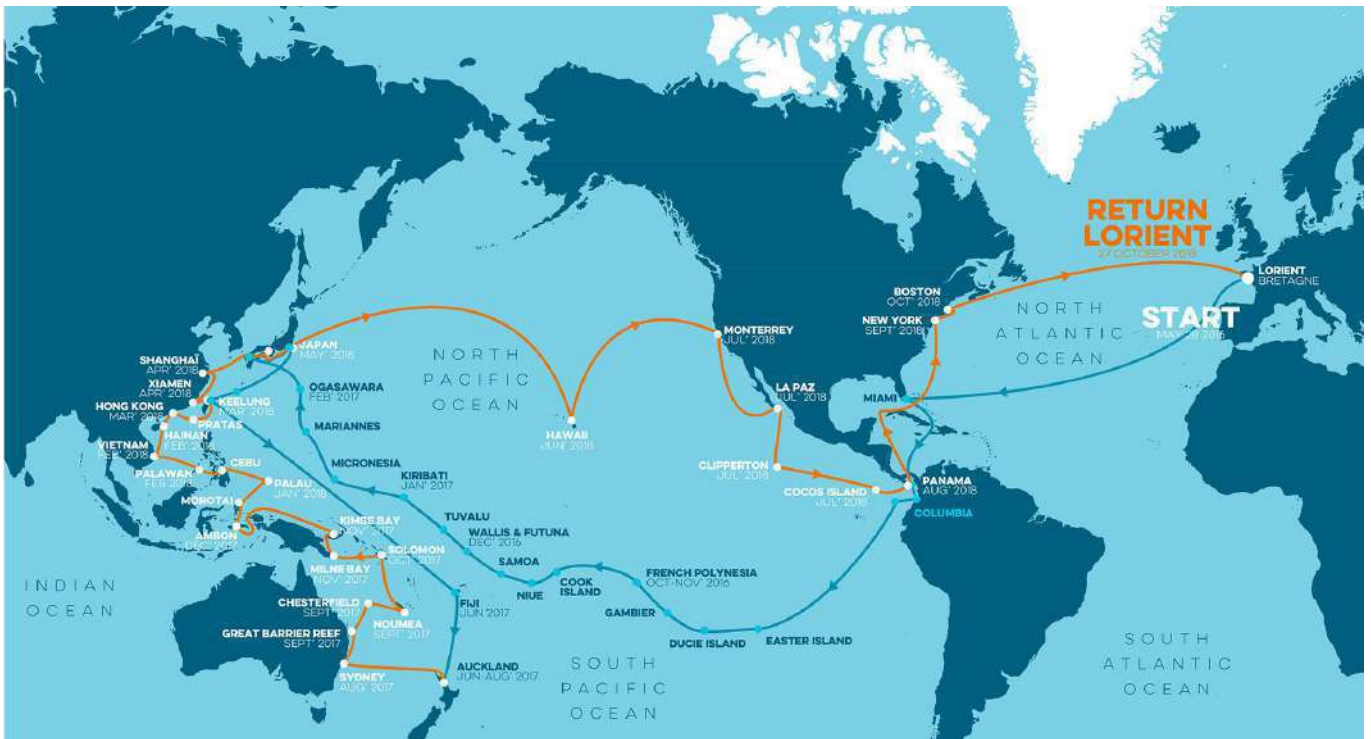 RETURN
LORIENT
27 OCTOBER 2018
LORIENT
BRETAGNE
START
MAY 28 2016
BOSTON
OCT' 2018
NEW YORK
SEPT' 2018
NORTH
ATLANTIC
OCEAN
MIAMI
MONTERREY
JUL' 2018
LA PAZ
JUL' 2018
CLIPPERTON
JUL' 2018
COCOS ISLAND
JUL' 2018
PANAMA
AUG' 2018
COLUMBIA
NORTH
PACIFIC
OCEAN
HAWAII
JUN' 2018
JAPAN
MAY' 2018
SHANGHAÏ
APR' 2018
XIAMEN
APR' 2018
HONG KONG
MAR' 2018
KEELUNG
MAR' 2018
PRATAS
HAINAN
FEB' 2018
VIETNAM
FEB' 2018
PALAWAN
FEB 2018
CEBU
PALAU
JAN' 2018
MOROTAI
AMBON
DEC' 2017
OGASAWARA
FEB' 2017
MARIANNES
MICRONESIA
KIRIBATI
JAN' 2017
TUVALU
WALLIS & FUTUNA
DEC' 2016
SAMOA
NIUE
COOK
ISLAND
FRENCH POLYNESIA
OCT-NOV' 2016
GAMBIER
DUCIE ISLAND
EASTER ISLAND
KIMBE BAY
NOV' 2017
SOLOMON
OCT' 2017
MILNE BAY
NOV' 2017
CHESTERFIELD
SEPT' 2017
NOUMEA
SEPT' 2017
FIJI
JUN 2017
GREAT BARRIER REEF
SEPT' 2017
SYDNEY
AUG' 2017
AUCKLAND
JUN-AUG' 2017
INDIAN
OCEAN
SOUTH
PACIFIC
OCEAN
SOUTH
ATLANTIC
OCEAN